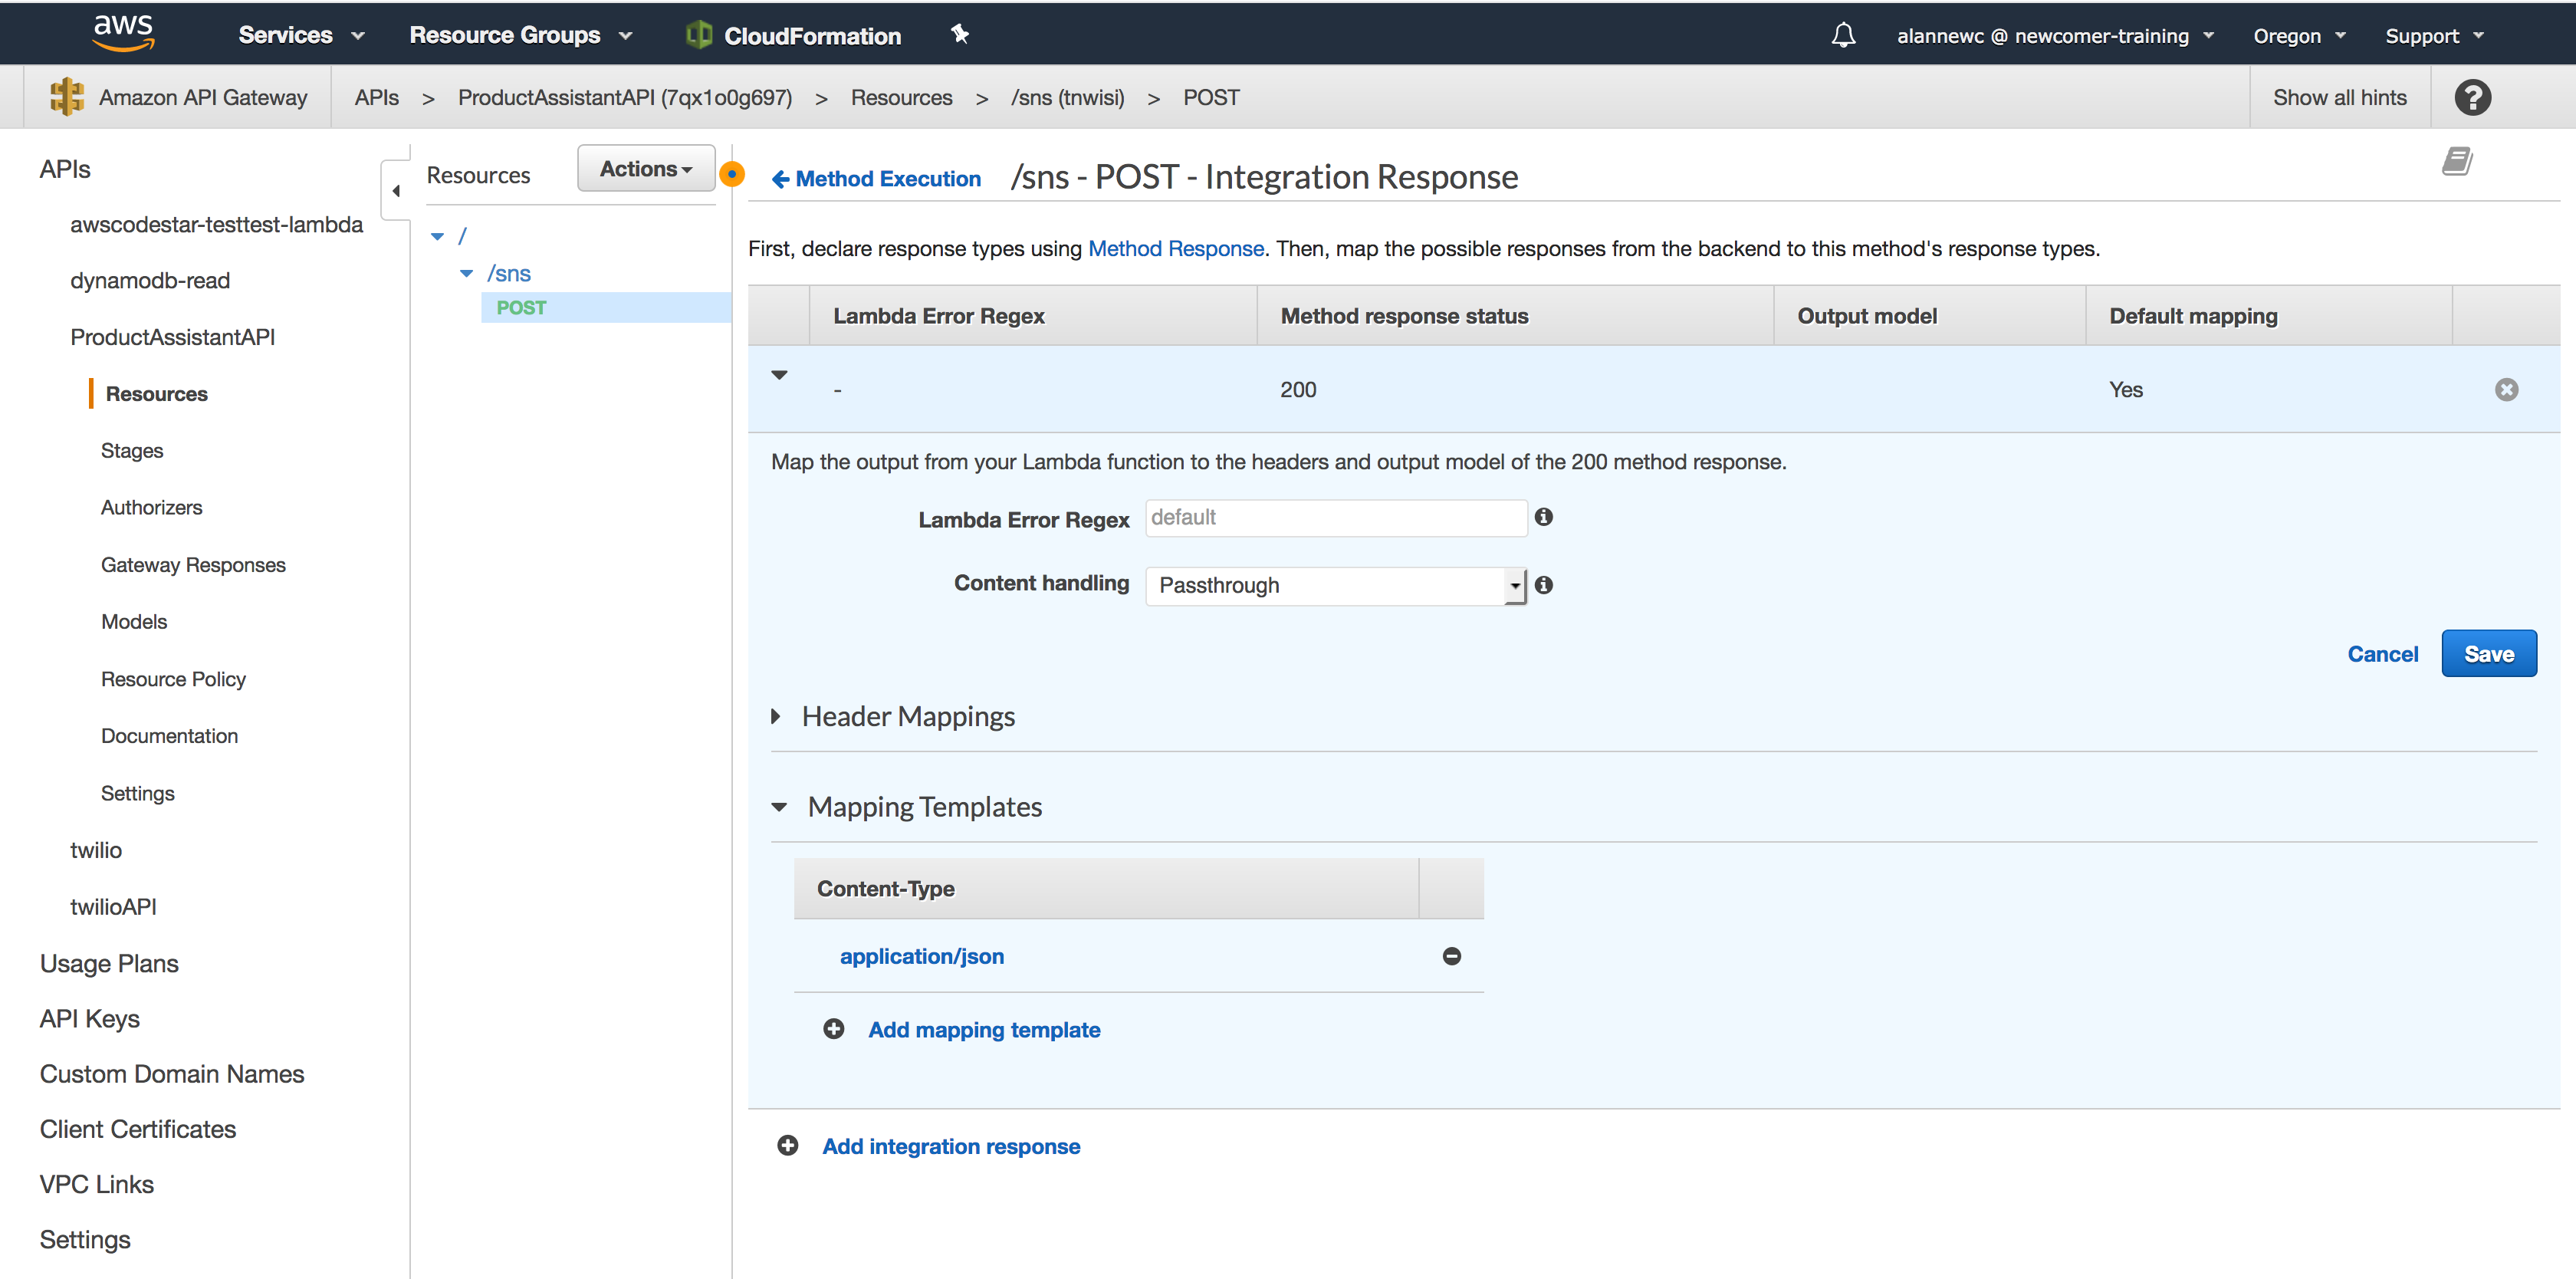 aws
Services
Resource Groups
CloudFormation
alannewc @ newcomer-training
Oregon
Support
Amazon API Gateway
APIs > ProductAssistantAPI (7qx1o0g697) > Resources > /sns (tnwisi) > POST
Show all hints
?
APIs
awscodestar-testtest-lambda
dynamodb-read
ProductAssistantAPI
Resources
Stages
Authorizers
Gateway Responses
Models
Resource Policy
Documentation
Settings
twilio
twilioAPI
Usage Plans
API Keys
Custom Domain Names
Client Certificates
VPC Links
Settings
Resources
Actions
/
/sns
POST
Method Execution
/sns - POST - Integration Response
First, declare response types using Method Response. Then, map the possible responses from the backend to this method's response types.
Lambda Error Regex Method response status Output model Default mapping
- 200 Yes
Map the output from your Lambda function to the headers and output model of the 200 method response.
Lambda Error Regex default
Content handling Passthrough
Cancel Save
Header Mappings
Mapping Templates
Content-Type
application/json
Add mapping template
Add integration response